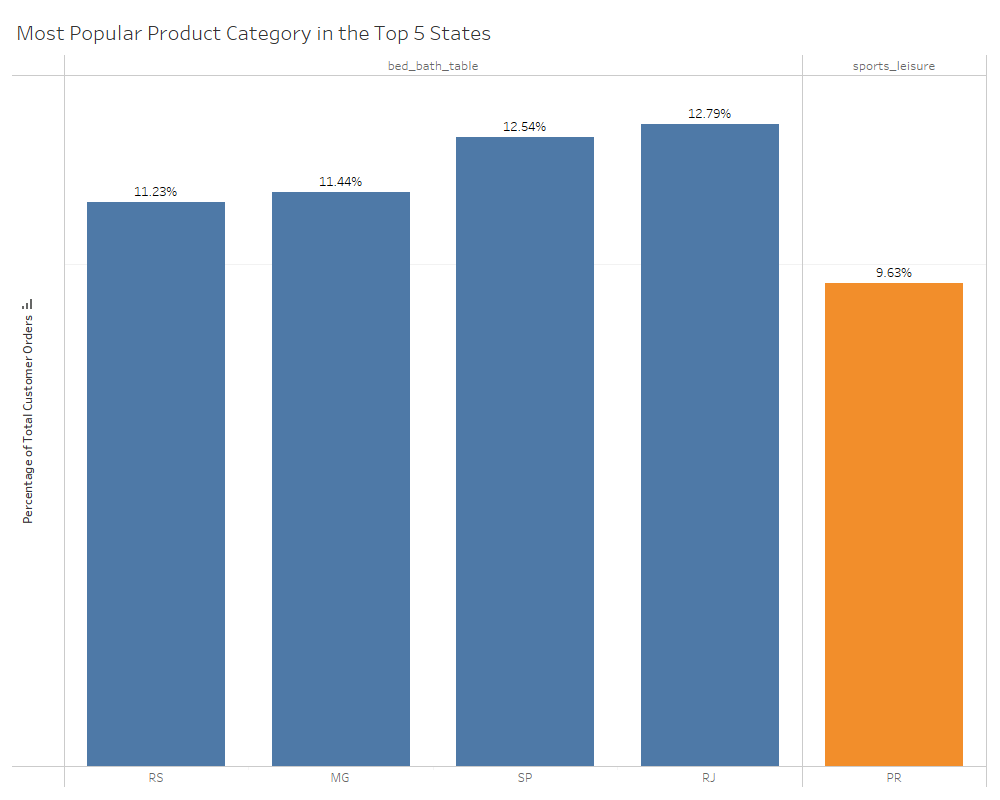 Most Popular Product Category in the Top 5 States
bed_bath_table
sports_leisure
Percentage of Total Customer Orders
11.23%
11.44%
12.54%
12.79%
9.63%
RS
MG
SP
RJ
PR